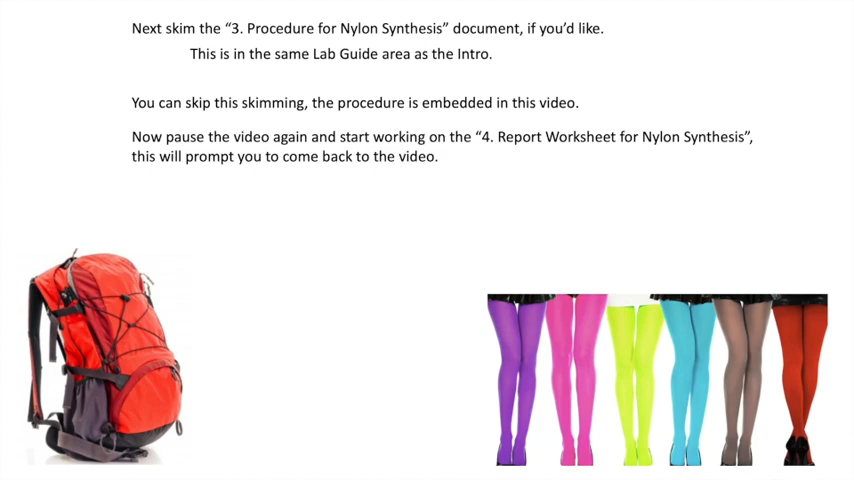 Next skim the “3. Procedure for Nylon Synthesis” document, if you’d like.
This is in the same Lab Guide area as the Intro.
You can skip this skimming, the procedure is embedded in this video.
Now pause the video again and start working on the “4. Report Worksheet for Nylon Synthesis”,
this will prompt you to come back to the video.